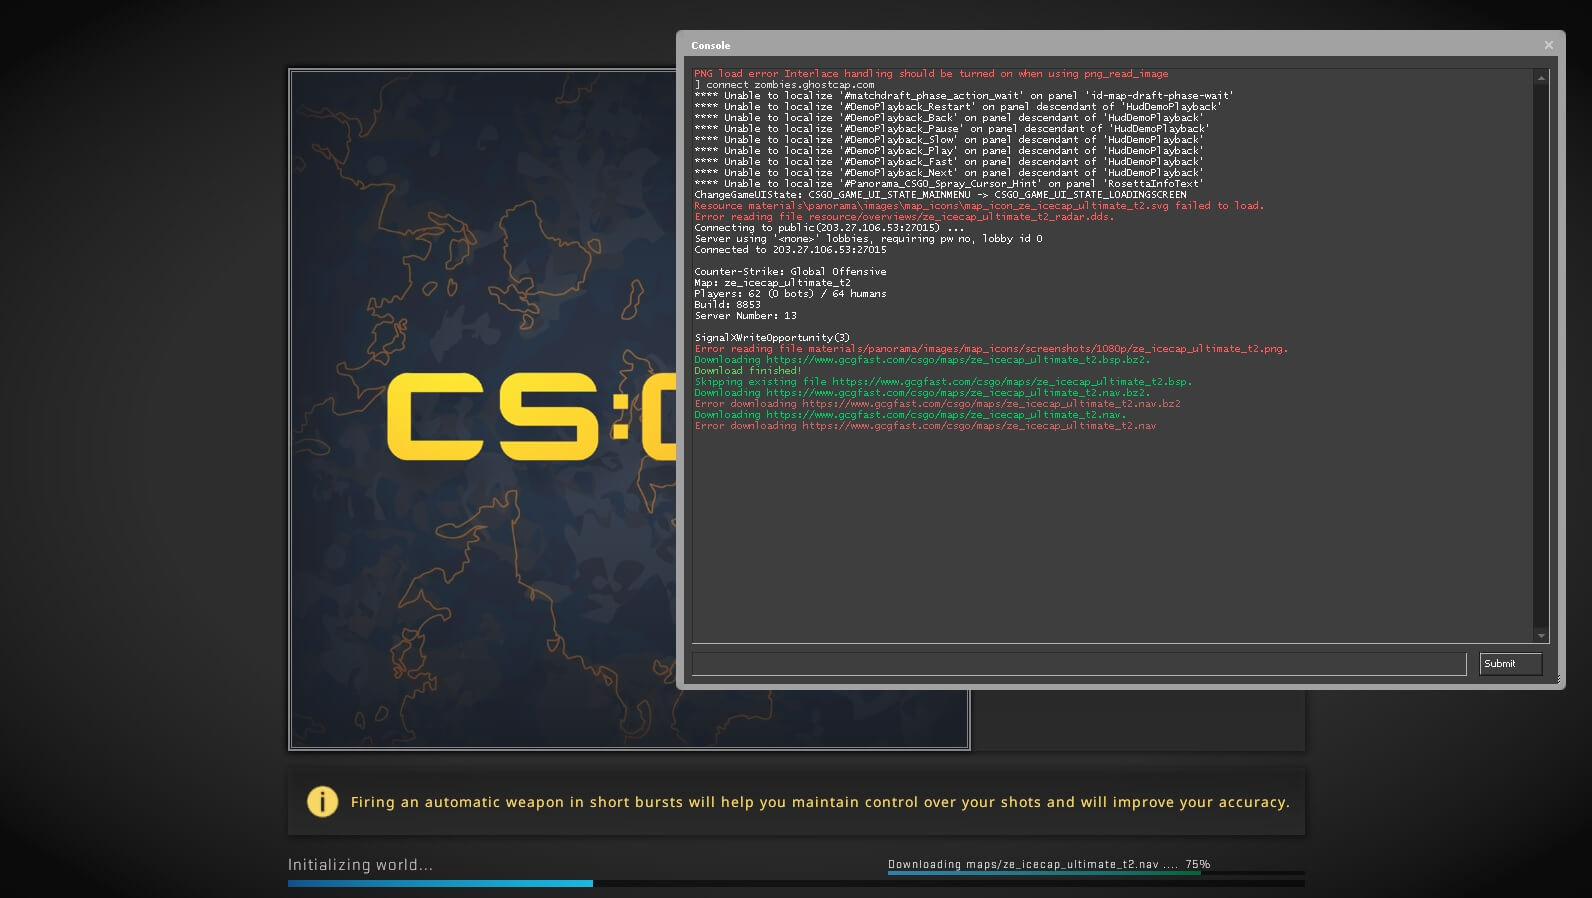 Console
PNG load error Interlace handling should be turned on when using png_read_image
] connect zombies.ghostcap.com
**** Unable to localize '#matchdraft_phase_action_wait' on panel 'id-map-draft-phase-wait'
**** Unable to localize '#DemoPlayback_Restart' on panel descendant of 'HudDemoPlayback'
**** Unable to localize '#DemoPlayback_Back' on panel descendant of 'HudDemoPlayback'
**** Unable to localize '#DemoPlayback_Pause' on panel descendant of 'HudDemoPlayback'
**** Unable to localize '#DemoPlayback_Slow' on panel descendant of 'HudDemoPlayback'
**** Unable to localize '#DemoPlayback_Play' on panel descendant of 'HudDemoPlayback'
**** Unable to localize '#DemoPlayback_Fast' on panel descendant of 'HudDemoPlayback'
**** Unable to localize '#DemoPlayback_Next' on panel descendant of 'HudDemoPlayback'
**** Unable to localize '#Panorama_CSGO_Spray_Cursor_Hint' on panel 'RosettaInfoText'
ChangeGameUIState: CSGO_GAME_UI_STATE_MAINMENU -> CSGO_GAME_UI_STATE_LOADINGSCREEN
Resource materials\panorama\images\map_icons\map_icon_ze_icecap_ultimate_t2.svg failed to load.
Error reading file resource/overviews/ze_icecap_ultimate_t2_radar.dds.
Connecting to public(203.27.106.53:27015) ...
Server using '<none>' lobbies, requiring pw no, lobby id 0
Connected to 203.27.106.53:27015
Counter-Strike: Global Offensive
Map: ze_icecap_ultimate_t2
Players: 62 (0 bots) / 64 humans
Build: 8853
Server Number: 13
SignalXWriteOpportunity(3)
Error reading file materials/panorama/images/map_icons/screenshots/1080p/ze_icecap_ultimate_t2.png.
Downloading https://www.gcgfast.com/csgo/maps/ze_icecap_ultimate_t2.bsp.bz2.
Download finished!
Skipping existing file https://www.gcgfast.com/csgo/maps/ze_icecap_ultimate_t2.bsp.
Downloading https://www.gcgfast.com/csgo/maps/ze_icecap_ultimate_t2.nav.bz2.
Error downloading https://www.gcgfast.com/csgo/maps/ze_icecap_ultimate_t2.nav.bz2
Downloading https://www.gcgfast.com/csgo/maps/ze_icecap_ultimate_t2.nav.
Error downloading https://www.gcgfast.com/csgo/maps/ze_icecap_ultimate_t2.nav
CS:
Submit
Firing an automatic weapon in short bursts will help you maintain control over your shots and will improve your accuracy.
Initializing world...
Downloading maps/ze_icecap_ultimate_t2.nav .... 75%